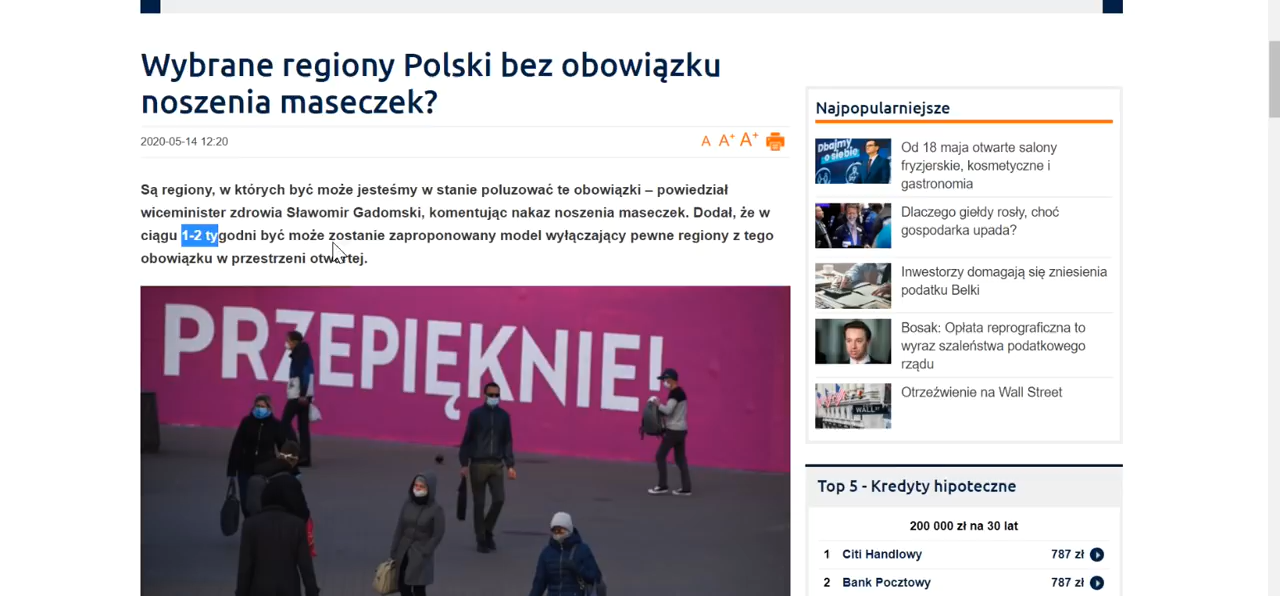 Wybrane regiony Polski bez obowiązku
noszenia maseczek?
2020-05-14 12:20
A A+ A+
Są regiony, w których być może jesteśmy w stanie poluzować te obowiązki – powiedział
wiceminister zdrowia Sławomir Gadomski, komentując nakaz noszenia maseczek. Dodał, że w
ciągu 1-2 tygodni być może zostanie zaproponowany model wyłączający pewne regiony z tego
obowiązku w przestrzeni otwartej.
PRZEPIĘKNIE!
Najpopularniejsze
Dbajmy
o siebie
Od 18 maja otwarte salony
fryzjerskie, kosmetyczne i
gastronomia
Dlaczego giełdy rosły, choć
gospodarka upada?
Inwestorzy domagają się zniesienia
podatku Belki
Bosak: Opłata reprograficzna to
wyraz szaleństwa podatkowego
rządu
WALL
Otrzeźwienie na Wall Street
Top 5 - Kredyty hipoteczne
200 000 zł na 30 lat
1 Citi Handlowy 787 zł
2 Bank Pocztowy 787 zł